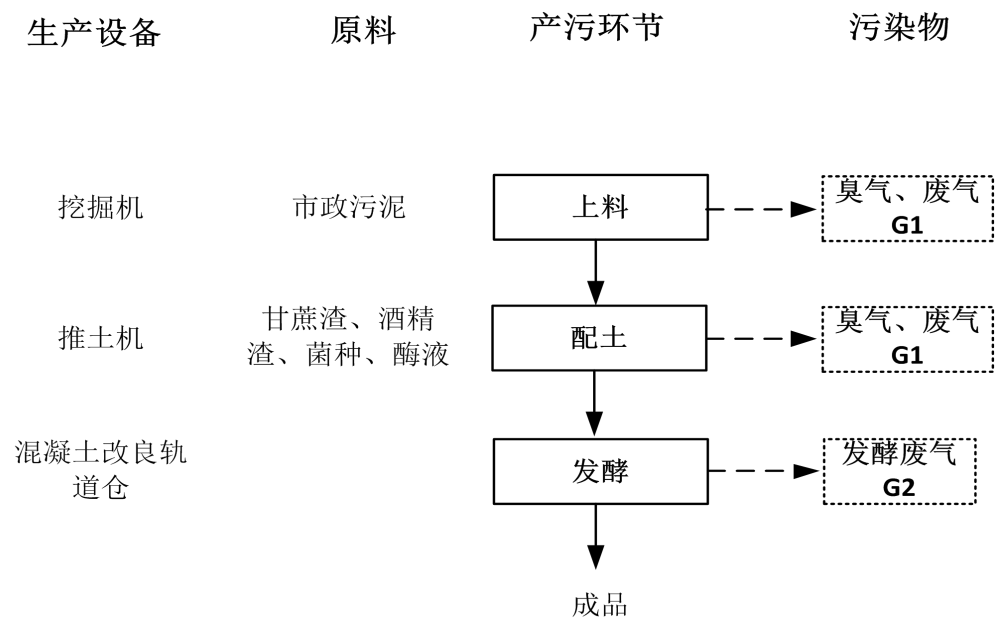 生产设备 原料 产污环节 污染物
挖掘机 市政污泥 上料 臭气、废气
G1
推土机 甘蔗渣、酒精
渣、菌种、酶液 配土 臭气、废气
G1
混凝土改良轨
道仓 发酵 发酵废气
G2
成品